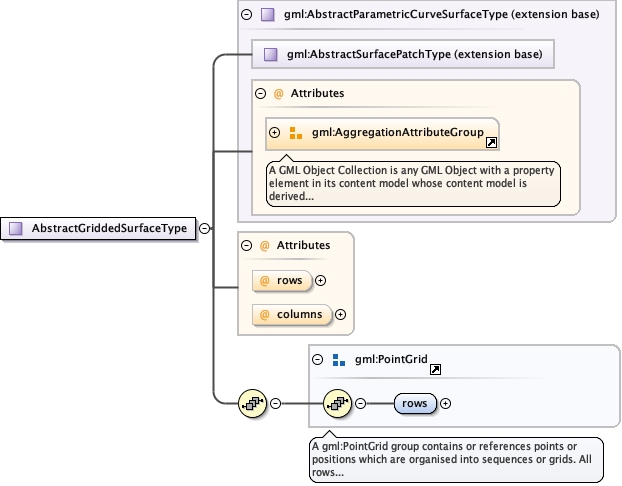 gml:AbstractParametricCurveSurfaceType (extension base)
gml:AbstractSurfacePatchType (extension base)
@ Attributes
gml:AggregationAttributeGroup
A GML Object Collection is any GML Object with a property
element in its content model whose content model is
derived...
AbstractGriddedSurfaceType
@ Attributes
@ rows
@ columns
gml:PointGrid
rows
A gml:PointGrid group contains or references points or
positions which are organised into sequences or grids. All
rows...